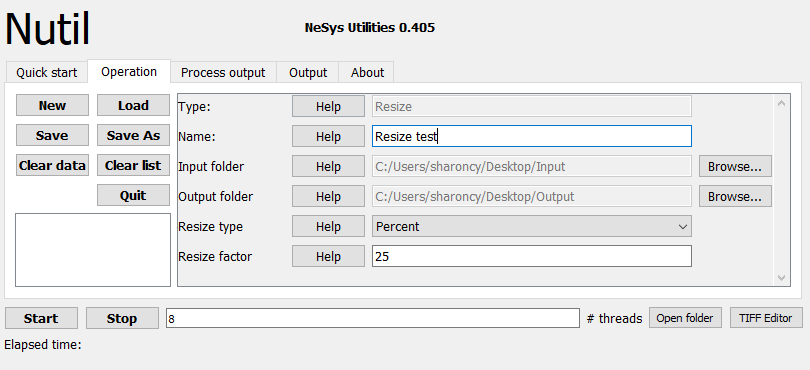 Nutil
NeSys Utilities 0.405
Quick start Operation Process output Output About
New Load
Save Save As
Clear data Clear list
Quit
Type: Help Resize
Name: Help Resize test
Input folder Help C:/Users/sharoncy/Desktop/Input Browse...
Output folder Help C:/Users/sharoncy/Desktop/Output Browse...
Resize type Help Percent
Resize factor Help 25
Start Stop 8 # threads Open folder TIFF Editor
Elapsed time: